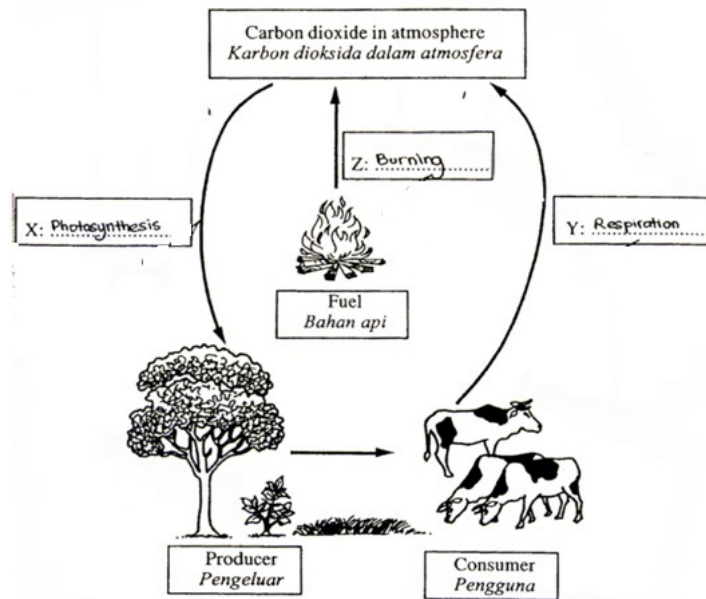 Carbon dioxide in atmosphere
Karbon dioksida dalam atmosfera
Z: Burning
X: Photosynthesis
Y: Respiration
Fuel
Bahan api
Producer
Pengeluar
Consumer
Pengguna